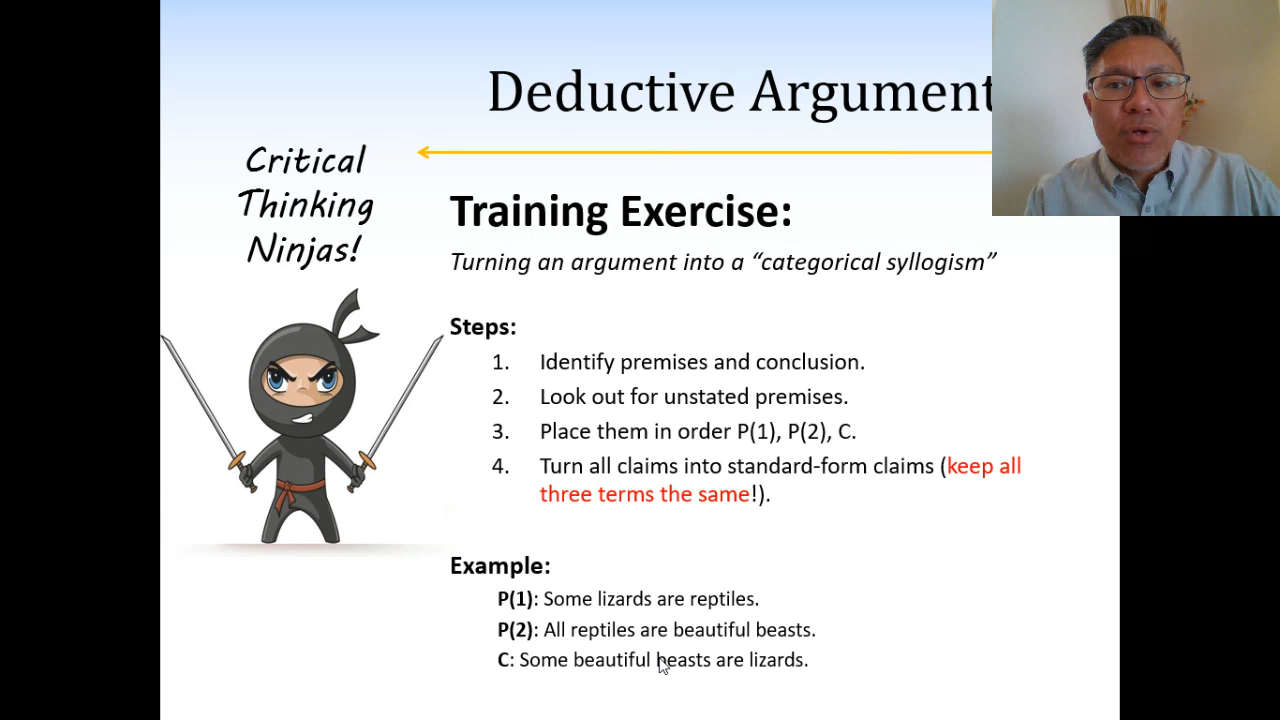 Deductive Argument
Critical
Thinking
Ninjas!
Training Exercise:
Turning an argument into a “categorical syllogism”
Steps:
1. Identify premises and conclusion.
2. Look out for unstated premises.
3. Place them in order P(1), P(2), C.
4. Turn all claims into standard-form claims (keep all
three terms the same!).
Example:
P(1): Some lizards are reptiles.
P(2): All reptiles are beautiful beasts.
C: Some beautiful beasts are lizards.